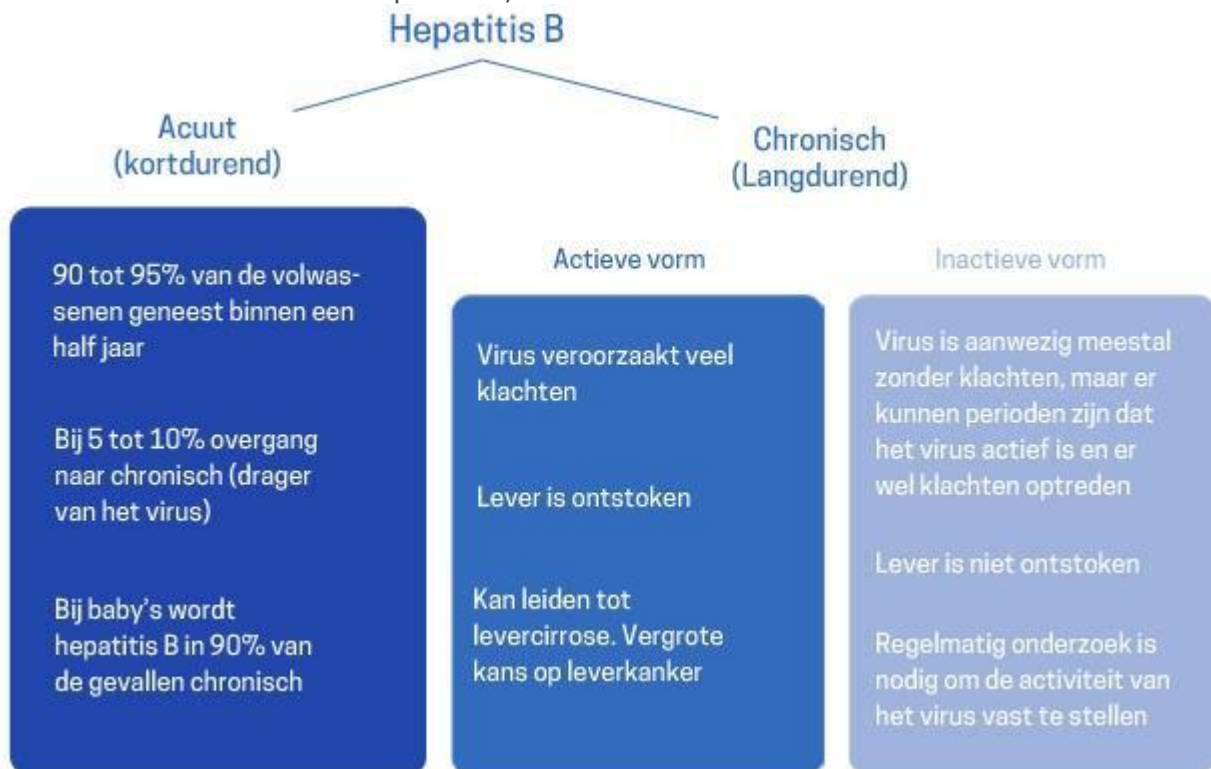 Hepatitis B
Acuut
(kortdurend)
Chronisch
(Langdurend)
90 tot 95% van de volwas-
senen geneest binnen een
half jaar
Bij 5 tot 10% overgang
naar chronisch (drager
van het virus)
Bij baby's wordt
hepatitis B in 90% van
de gevallen chronisch
Actieve vorm
Virus veroorzaakt veel
klachten
Lever is ontstoken
Kan leiden tot
levercirrose. Vergrote
kans op leverkanker
Inactieve vorm
Virus is aanwezig meestal
zonder klachten, maar er
kunnen perioden zijn dat
het virus actief is en er
wel klachten optreden
Lever is niet ontstoken
Regelmatig onderzoek is
nodig om de activiteit van
het virus vast te stellen